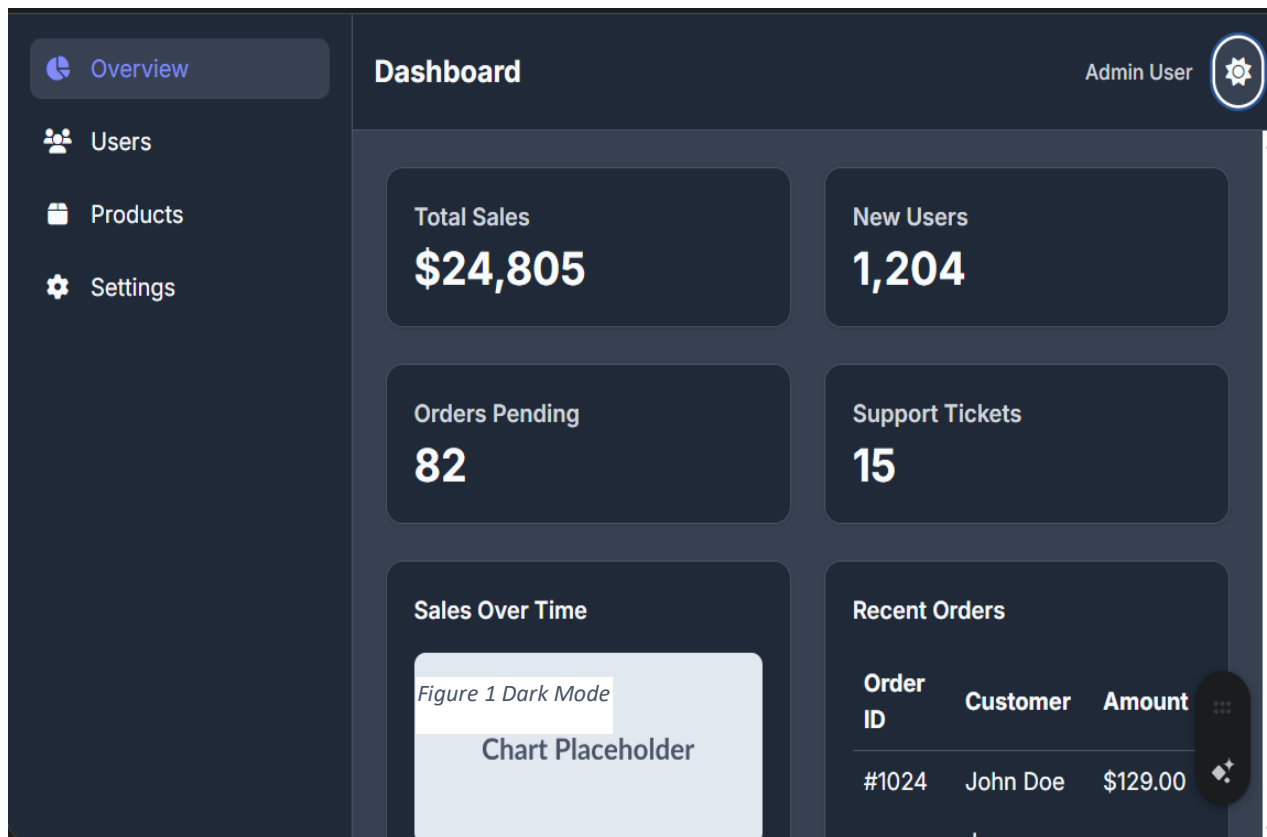 Overview
Users
Products
Settings
Dashboard
Admin User
Total Sales
$24,805
New Users
1,204
Orders Pending
82
Support Tickets
15
Sales Over Time
Figure 1 Dark Mode
Chart Placeholder
Recent Orders
Order ID Customer Amount
#1024 John Doe $129.00